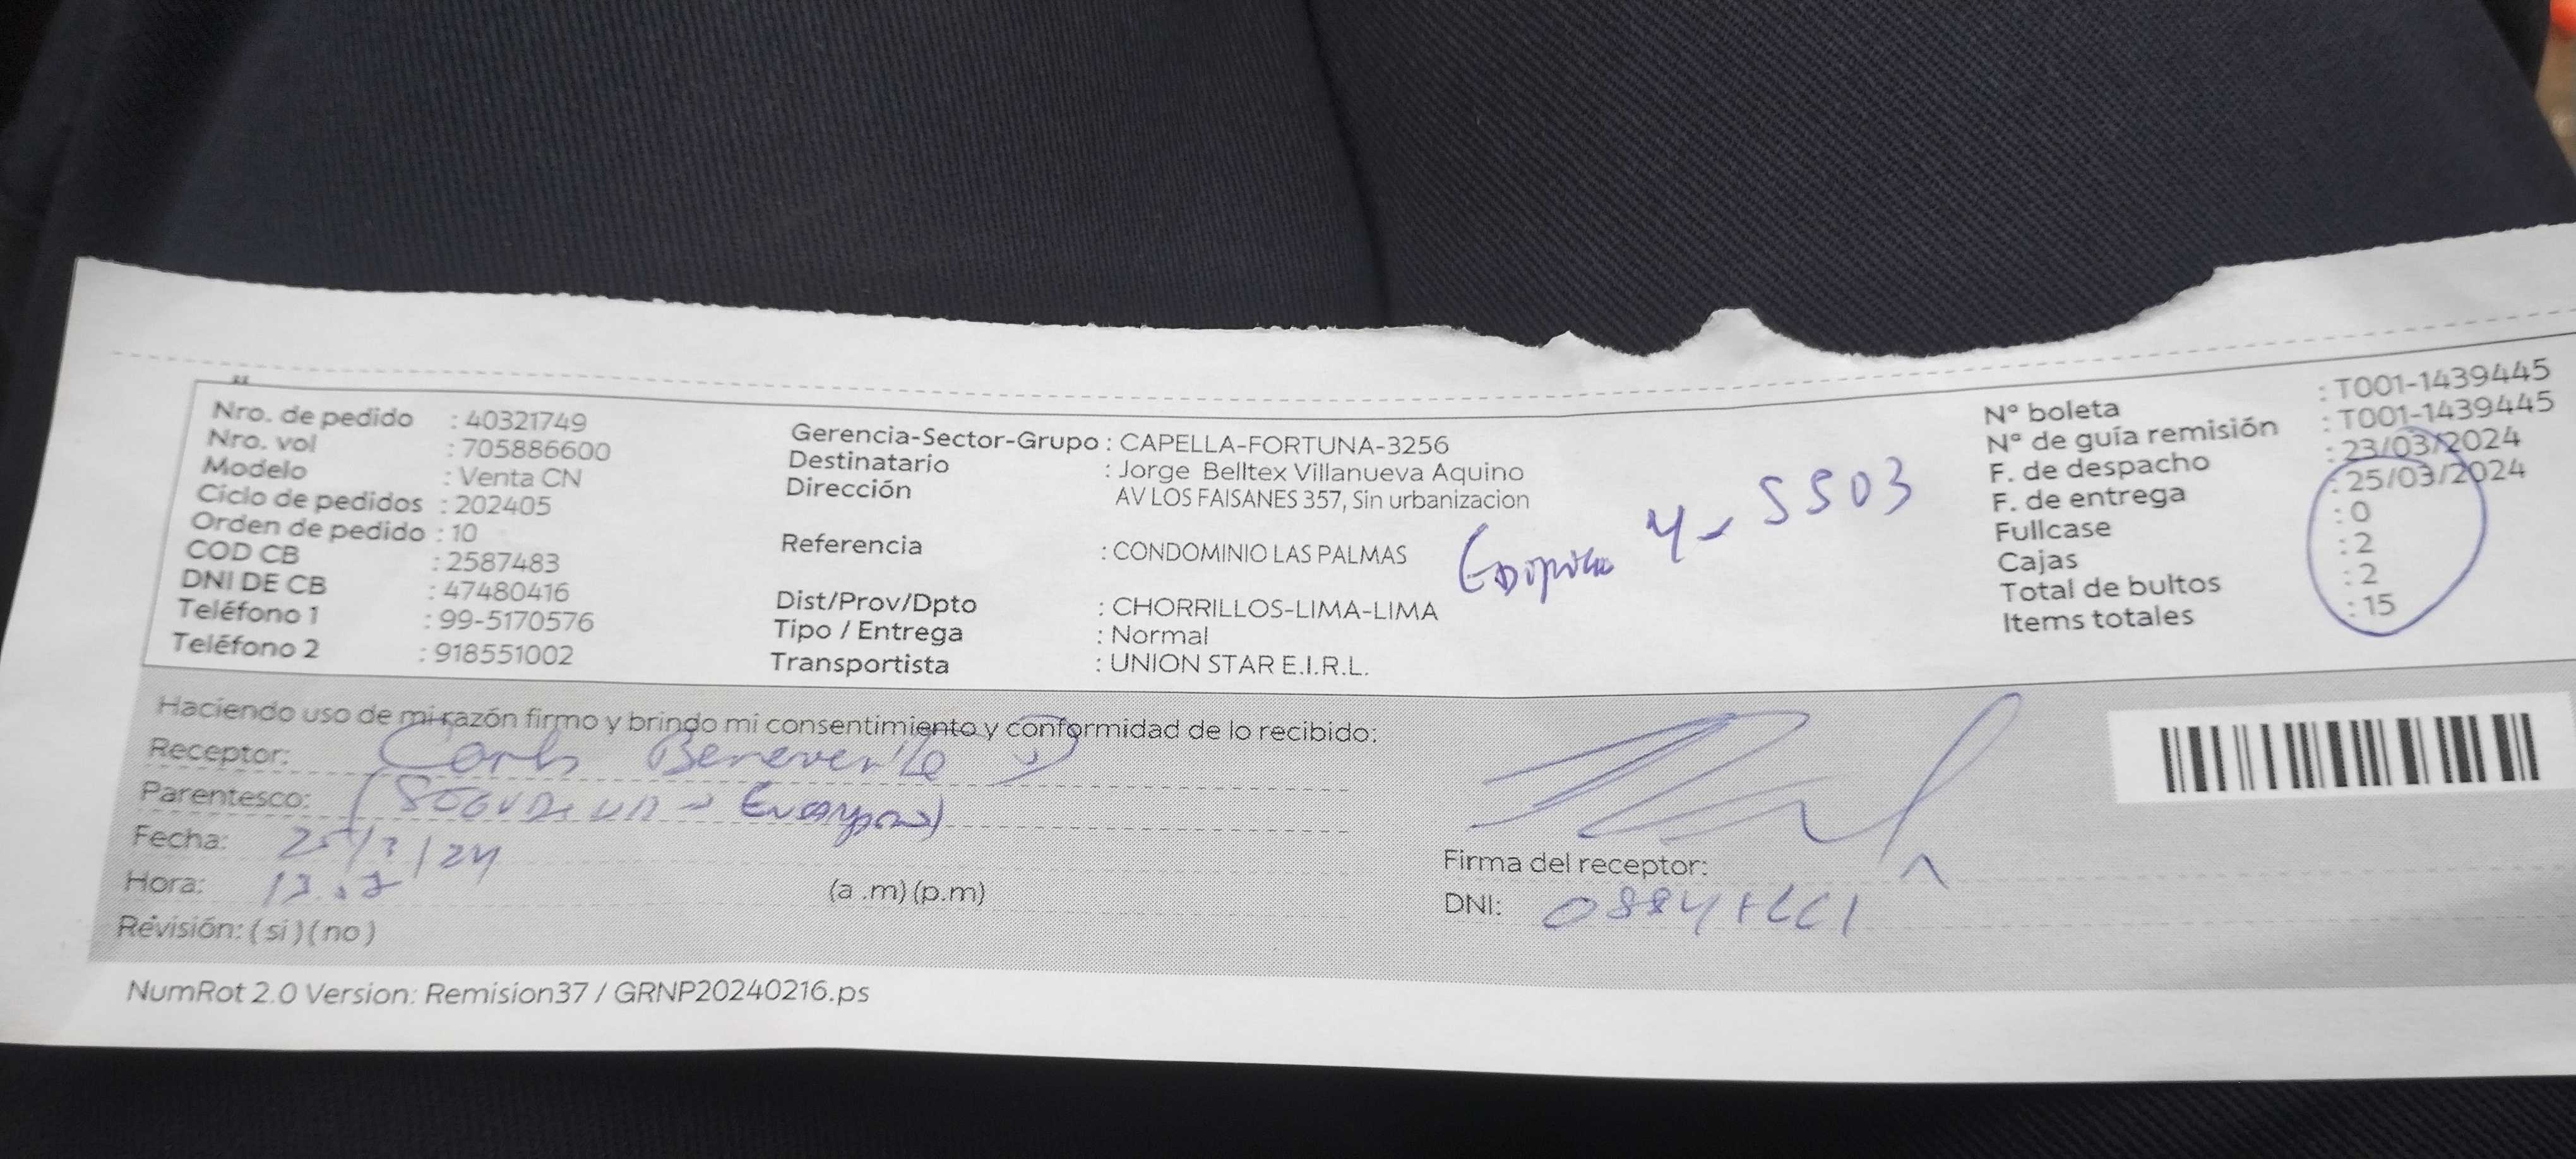 Nro. de pedido : 40321749
Nro. vol : 705886600
Modelo : Venta CN
Ciclo de pedidos : 202405
Orden de pedido : 10
COD CB : 2587483
DNI DE CB : 47480416
Teléfono 1 : 99-5170576
Teléfono 2 : 918551002
Gerencia-Sector-Grupo : CAPELLA-FORTUNA-3256
Destinatario : Jorge Belltex Villanueva Aquino
Dirección AV LOS FAISANES 357, Sin urbanizacion
Referencia : CONDOMINIO LAS PALMAS
Dist/Prov/Dpto : CHORRILLOS-LIMA-LIMA
Tipo / Entrega : Normal
Transportista : UNION STAR E.I.R.L.
4 - 5503
N° boleta : T001-1439445
N° de guía remisión : T001-1439445
F. de despacho : 23/03/2024
F. de entrega : 25/03/2024
Fullcase : 0
Cajas : 2
Total de bultos : 2
Items totales : 15
Haciendo uso de mi razón firmo y brindo mi consentimiento y conformidad de lo recibido:
Receptor: Carlos Benevente
Parentesco:
Fecha: 25/3/24
Hora: (a .m) (p.m)
Revisión: ( si ) ( no )
Firma del receptor:
DNI:
NumRot 2.0 Version: Remision37 / GRNP20240216.ps